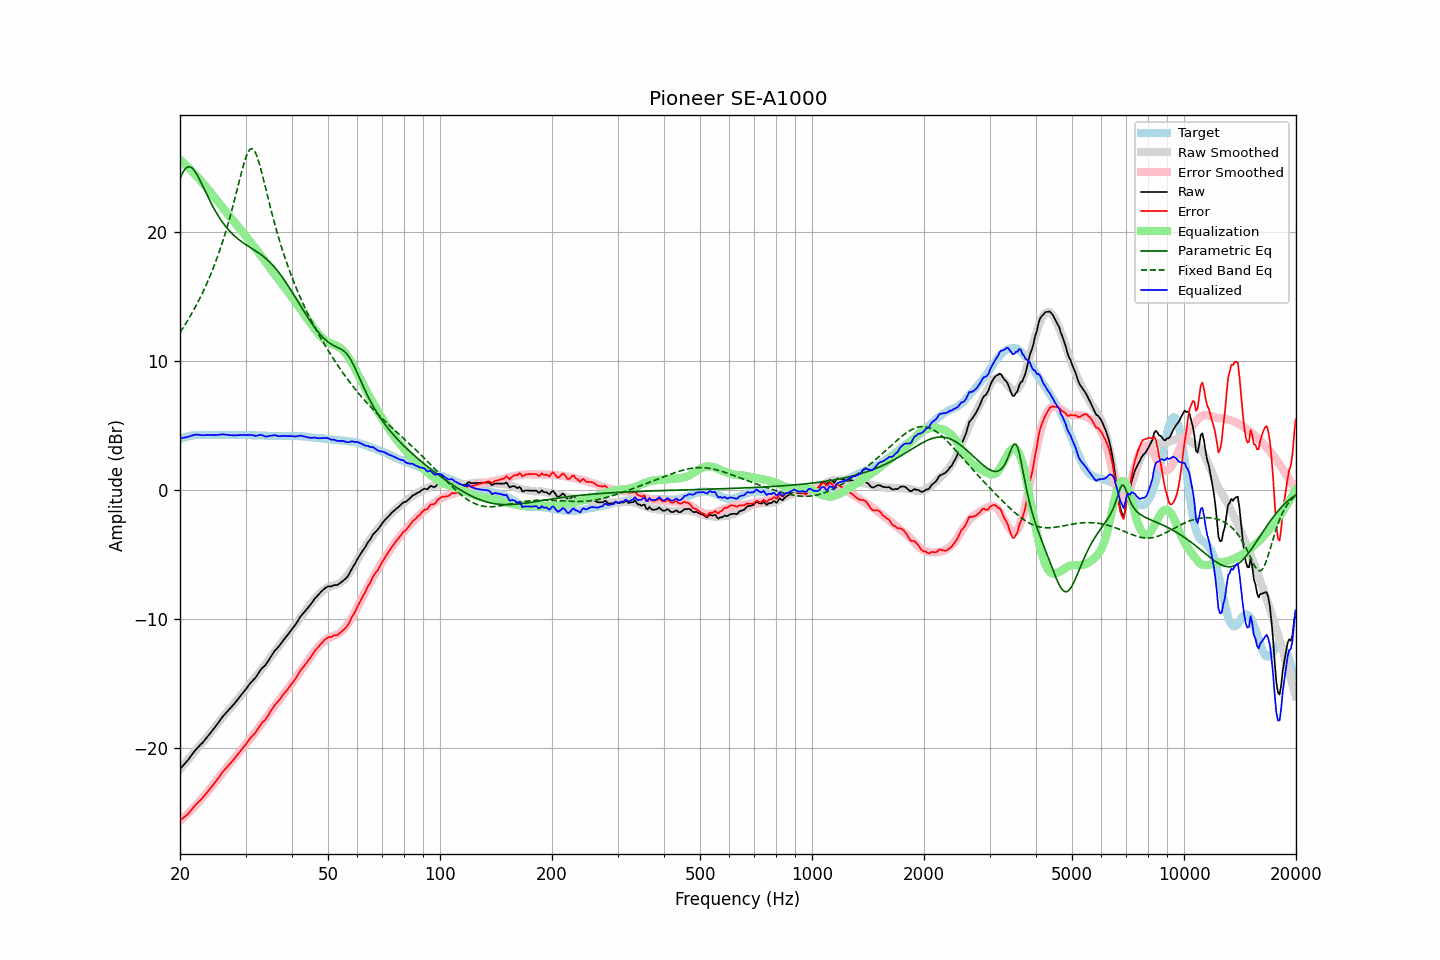 Pioneer SE-A1000
Target
Raw Smoothed
Error Smoothed
Raw
Error
Equalization
Parametric Eq
Fixed Band Eq
Equalized
Amplitude (dBr)
20
10
0
−10
−20
20 50 100 200 500 1000 2000 5000 10000 20000
Frequency (Hz)